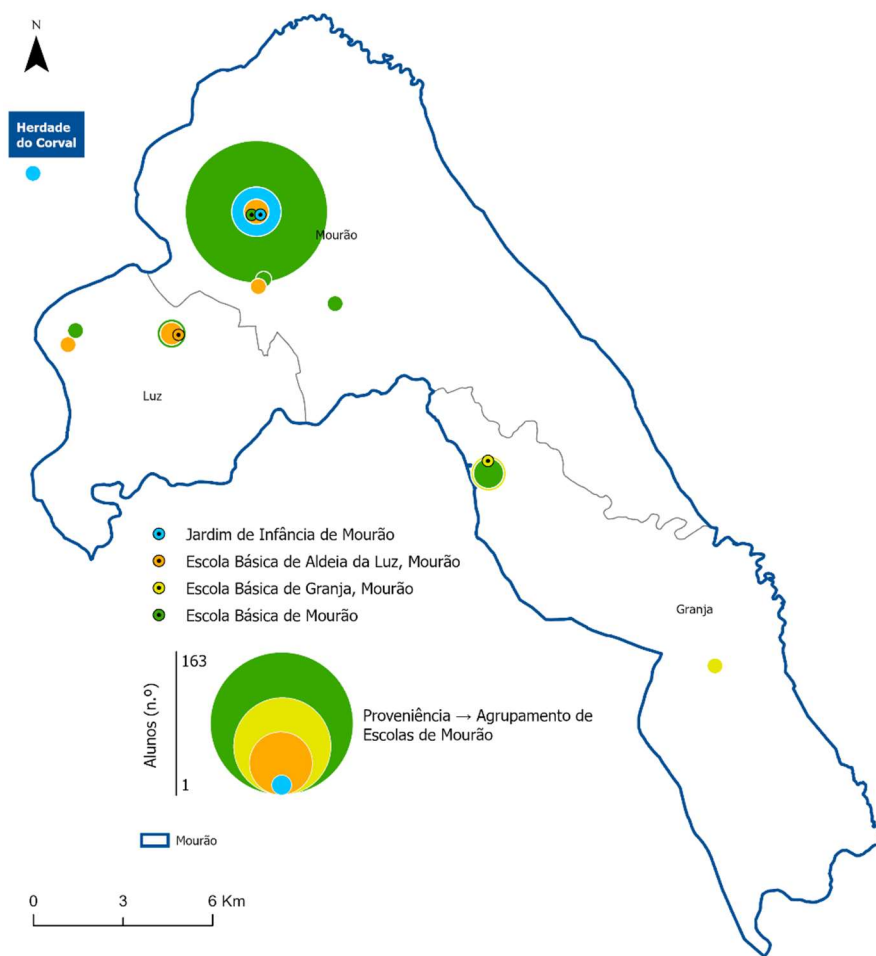 N
Herdade
do Corval
Mourão
Luz
Jardim de Infância de Mourão
Escola Básica de Aldeia da Luz, Mourão
Escola Básica de Granja, Mourão
Escola Básica de Mourão
Granja
163
Alunos (n.º)
1
Proveniência → Agrupamento de
Escolas de Mourão
Mourão
0 3 6 Km